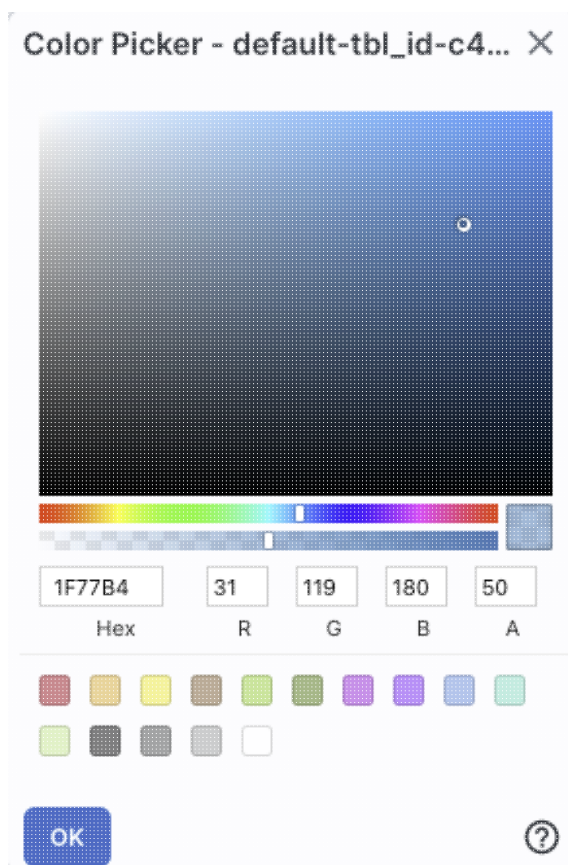 Color Picker - default-tbl_id-c4...
1F77B4 31 119 180 50
Hex R G B A
OK